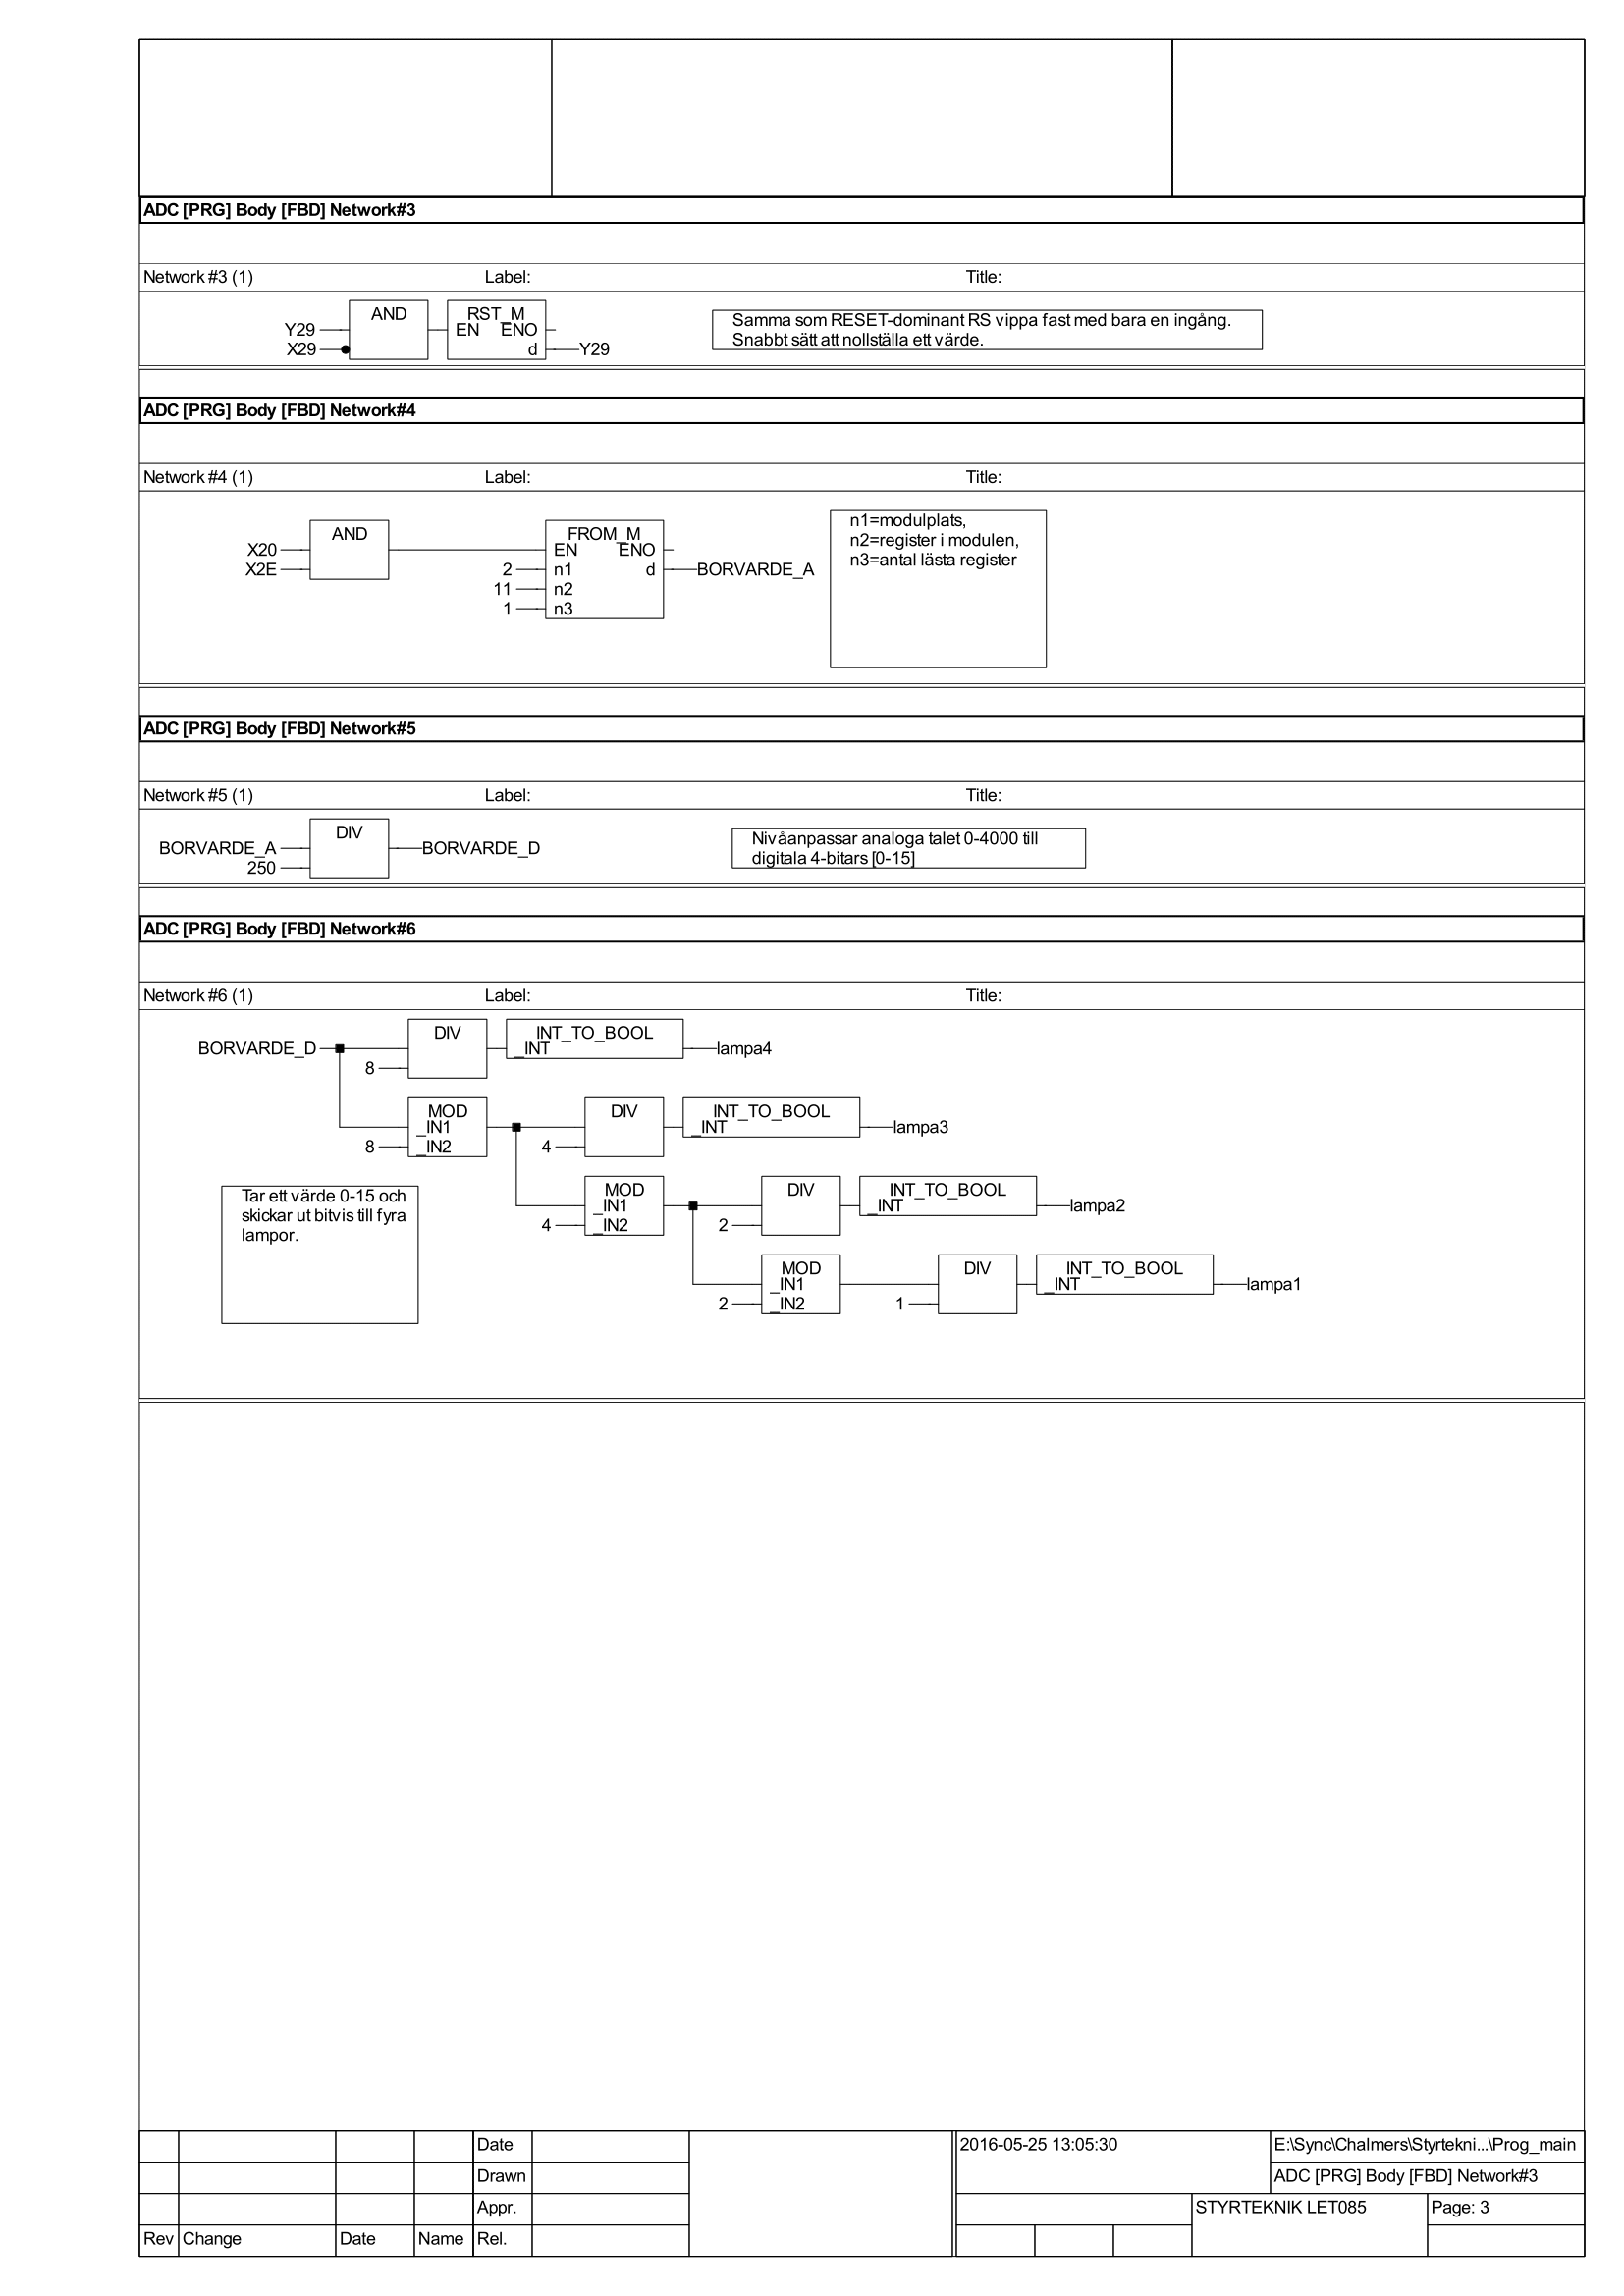 ADC [PRG] Body [FBD] Network#3
Network #3 (1) Label: Title:
AND RST_M
Y29 EN ENO
X29 d Y29
Samma som RESET-dominant RS vippa fast med bara en ingång.
Snabbt sätt att nollställa ett värde.
ADC [PRG] Body [FBD] Network#4
Network #4 (1) Label: Title:
AND FROM_M
X20 EN ENO
X2E 2 n1 d BORVARDE_A
11 n2
1 n3
n1=modulplats,
n2=register i modulen,
n3=antal lästa register
ADC [PRG] Body [FBD] Network#5
Network #5 (1) Label: Title:
DIV
BORVARDE_A BORVARDE_D
250
Nivåanpassar analoga talet 0-4000 till
digitala 4-bitars [0-15]
ADC [PRG] Body [FBD] Network#6
Network #6 (1) Label: Title:
DIV INT_TO_BOOL
BORVARDE_D _INT lampa4
8
MOD DIV INT_TO_BOOL
_IN1 _INT lampa3
8 _IN2 4
MOD DIV INT_TO_BOOL
_IN1 _INT lampa2
4 _IN2 2
Tar ett värde 0-15 och
skickar ut bitvis till fyra
lampor.
MOD DIV INT_TO_BOOL
_IN1 _INT lampa1
2 _IN2 1
Date 2016-05-25 13:05:30 E:\Sync\Chalmers\Styrtekni...\Prog_main
Drawn ADC [PRG] Body [FBD] Network#3
Appr. STYRTEKNIK LET085 Page: 3
Rev Change Date Name Rel.